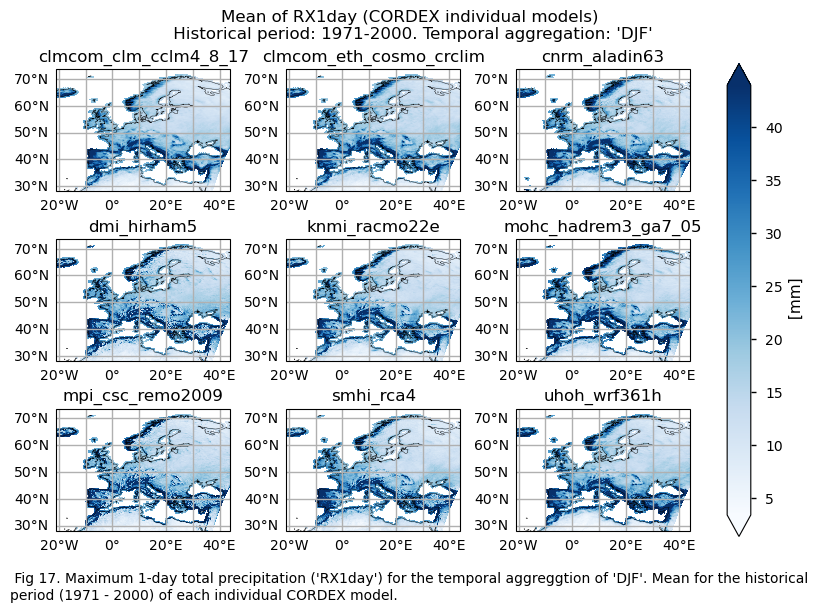 Mean of RX1day (CORDEX individual models)
Historical period: 1971-2000. Temporal aggregation: 'DJF'
clmcom_clm_cclm4_8_17 clmcom_eth_cosmo_crclim cnrm_aladin63
70°N 70°N 70°N
60°N 60°N 60°N
50°N 50°N 50°N
40°N 40°N 40°N
30°N 30°N 30°N
20°W 0° 20°E 40°E 20°W 0° 20°E 40°E 20°W 0° 20°E 40°E
dmi_hirham5 knmi_racmo22e mohc_hadrem3_ga7_05
70°N 70°N 70°N
60°N 60°N 60°N
50°N 50°N 50°N
40°N 40°N 40°N
30°N 30°N 30°N
20°W 0° 20°E 40°E 20°W 0° 20°E 40°E 20°W 0° 20°E 40°E
mpi_csc_remo2009 smhi_rca4 uhoh_wrf361h
70°N 70°N 70°N
60°N 60°N 60°N
50°N 50°N 50°N
40°N 40°N 40°N
30°N 30°N 30°N
20°W 0° 20°E 40°E 20°W 0° 20°E 40°E 20°W 0° 20°E 40°E
40
35
30
25
20
15
10
5
[mm]
Fig 17. Maximum 1-day total precipitation ('RX1day') for the temporal aggreggtion of 'DJF'. Mean for the historical
period (1971 - 2000) of each individual CORDEX model.